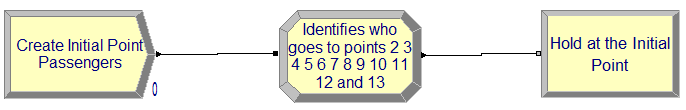 Create Initial Point
Passengers
0
Identifies who
goes to points 2 3
4 5 6 7 8 9 10 11
12 and 13
Hold at the Initial
Point